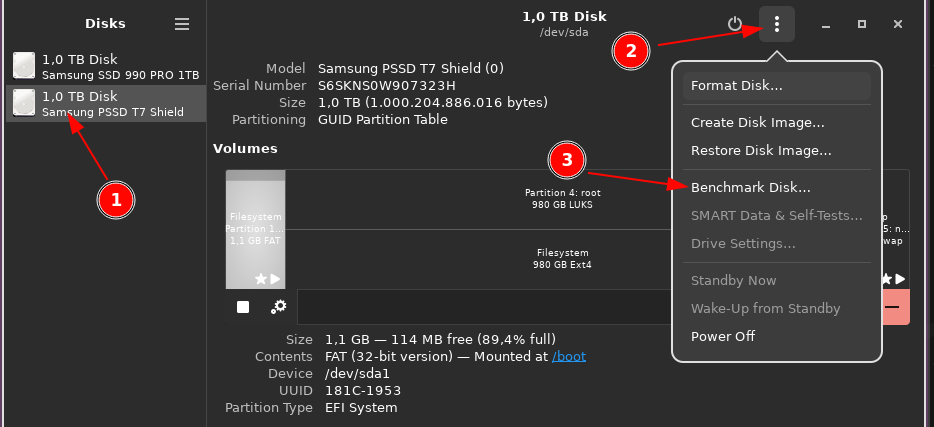 Disks
1,0 TB Disk
/dev/sda
1,0 TB Disk
Samsung SSD 990 PRO 1TB
1,0 TB Disk
Samsung PSSD T7 Shield
1
2
3
Model Samsung PSSD T7 Shield (0)
Serial Number S6SKNS0W907323H
Size 1,0 TB (1.000.204.886.016 bytes)
Partitioning GUID Partition Table
Volumes
Filesystem
Partition 1...
1,1 GB FAT
Partition 4: root
980 GB LUKS
Filesystem
980 GB Ext4
5: n...
Size 1,1 GB — 114 MB free (89,4% full)
Contents FAT (32-bit version) — Mounted at /boot
Device /dev/sda1
UUID 181C-1953
Partition Type EFI System
Format Disk...
Create Disk Image...
Restore Disk Image...
Benchmark Disk...
SMART Data & Self-Tests...
Drive Settings...
Standby Now
Wake-Up from Standby
Power Off